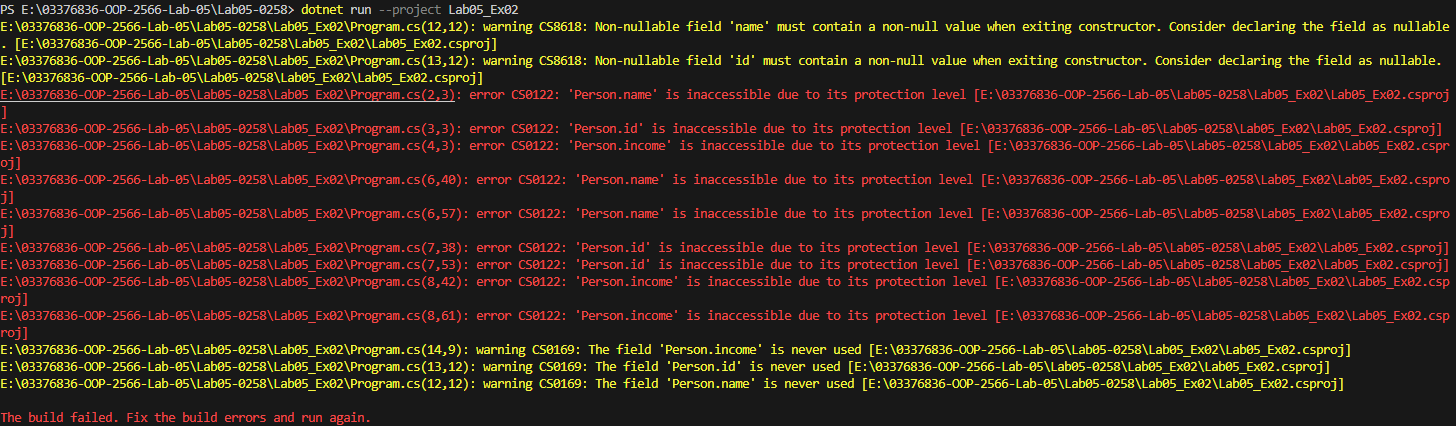 PS E:\03376836-OOP-2566-Lab-05\Lab05-0258> dotnet run --project Lab05_Ex02
E:\03376836-OOP-2566-Lab-05\Lab05-0258\Lab05_Ex02\Program.cs(12,12): warning CS8618: Non-nullable field 'name' must contain a non-null value when exiting constructor. Consider declaring the field as nullable
. [E:\03376836-OOP-2566-Lab-05\Lab05-0258\Lab05_Ex02\Lab05_Ex02.csproj]
E:\03376836-OOP-2566-Lab-05\Lab05-0258\Lab05_Ex02\Program.cs(13,12): warning CS8618: Non-nullable field 'id' must contain a non-null value when exiting constructor. Consider declaring the field as nullable.
[E:\03376836-OOP-2566-Lab-05\Lab05-0258\Lab05_Ex02\Lab05_Ex02.csproj]
E:\03376836-OOP-2566-Lab-05\Lab05-0258\Lab05_Ex02\Program.cs(2,3): error CS0122: 'Person.name' is inaccessible due to its protection level [E:\03376836-OOP-2566-Lab-05\Lab05-0258\Lab05_Ex02\Lab05_Ex02.csproj
]
E:\03376836-OOP-2566-Lab-05\Lab05-0258\Lab05_Ex02\Program.cs(3,3): error CS0122: 'Person.id' is inaccessible due to its protection level [E:\03376836-OOP-2566-Lab-05\Lab05-0258\Lab05_Ex02\Lab05_Ex02.csproj]
E:\03376836-OOP-2566-Lab-05\Lab05-0258\Lab05_Ex02\Program.cs(4,3): error CS0122: 'Person.income' is inaccessible due to its protection level [E:\03376836-OOP-2566-Lab-05\Lab05-0258\Lab05_Ex02\Lab05_Ex02.cspr
oj]
E:\03376836-OOP-2566-Lab-05\Lab05-0258\Lab05_Ex02\Program.cs(6,40): error CS0122: 'Person.name' is inaccessible due to its protection level [E:\03376836-OOP-2566-Lab-05\Lab05-0258\Lab05_Ex02\Lab05_Ex02.cspro
j]
E:\03376836-OOP-2566-Lab-05\Lab05-0258\Lab05_Ex02\Program.cs(6,57): error CS0122: 'Person.name' is inaccessible due to its protection level [E:\03376836-OOP-2566-Lab-05\Lab05-0258\Lab05_Ex02\Lab05_Ex02.cspro
j]
E:\03376836-OOP-2566-Lab-05\Lab05-0258\Lab05_Ex02\Program.cs(7,38): error CS0122: 'Person.id' is inaccessible due to its protection level [E:\03376836-OOP-2566-Lab-05\Lab05-0258\Lab05_Ex02\Lab05_Ex02.csproj]
E:\03376836-OOP-2566-Lab-05\Lab05-0258\Lab05_Ex02\Program.cs(7,53): error CS0122: 'Person.id' is inaccessible due to its protection level [E:\03376836-OOP-2566-Lab-05\Lab05-0258\Lab05_Ex02\Lab05_Ex02.csproj]
E:\03376836-OOP-2566-Lab-05\Lab05-0258\Lab05_Ex02\Program.cs(8,42): error CS0122: 'Person.income' is inaccessible due to its protection level [E:\03376836-OOP-2566-Lab-05\Lab05-0258\Lab05_Ex02\Lab05_Ex02.csp
roj]
E:\03376836-OOP-2566-Lab-05\Lab05-0258\Lab05_Ex02\Program.cs(8,61): error CS0122: 'Person.income' is inaccessible due to its protection level [E:\03376836-OOP-2566-Lab-05\Lab05-0258\Lab05_Ex02\Lab05_Ex02.csp
roj]
E:\03376836-OOP-2566-Lab-05\Lab05-0258\Lab05_Ex02\Program.cs(14,9): warning CS0169: The field 'Person.income' is never used [E:\03376836-OOP-2566-Lab-05\Lab05-0258\Lab05_Ex02\Lab05_Ex02.csproj]
E:\03376836-OOP-2566-Lab-05\Lab05-0258\Lab05_Ex02\Program.cs(13,12): warning CS0169: The field 'Person.id' is never used [E:\03376836-OOP-2566-Lab-05\Lab05-0258\Lab05_Ex02\Lab05_Ex02.csproj]
E:\03376836-OOP-2566-Lab-05\Lab05-0258\Lab05_Ex02\Program.cs(12,12): warning CS0169: The field 'Person.name' is never used [E:\03376836-OOP-2566-Lab-05\Lab05-0258\Lab05_Ex02\Lab05_Ex02.csproj]
The build failed. Fix the build errors and run again.